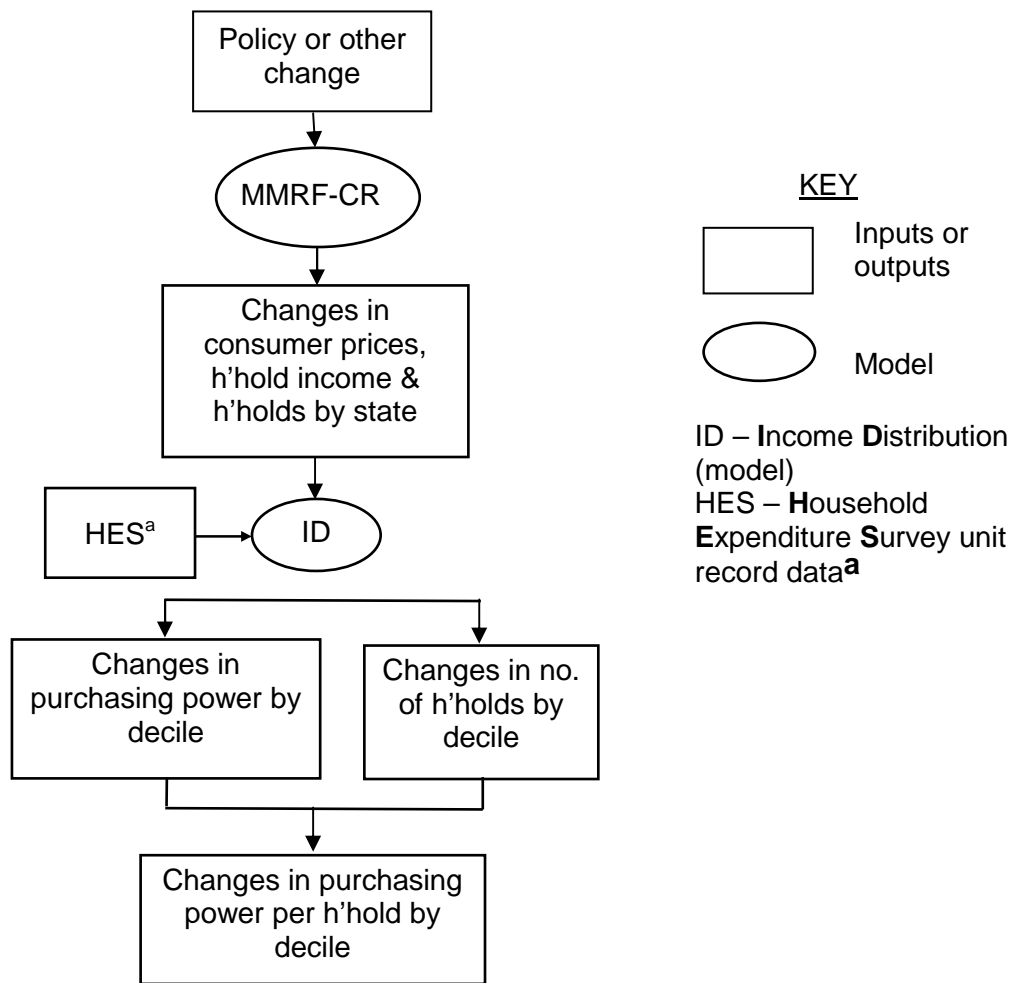 Policy or other
change
MMRF-CR
Changes in
consumer prices,
h'hold income &
h'holds by state
HESa
ID
Changes in
purchasing power by
decile
Changes in no.
of h'holds by
decile
Changes in purchasing
power per h'hold by
decile
KEY
Inputs or
outputs
Model
ID – Income Distribution
(model)
HES – Household
Expenditure Survey unit
record dataa